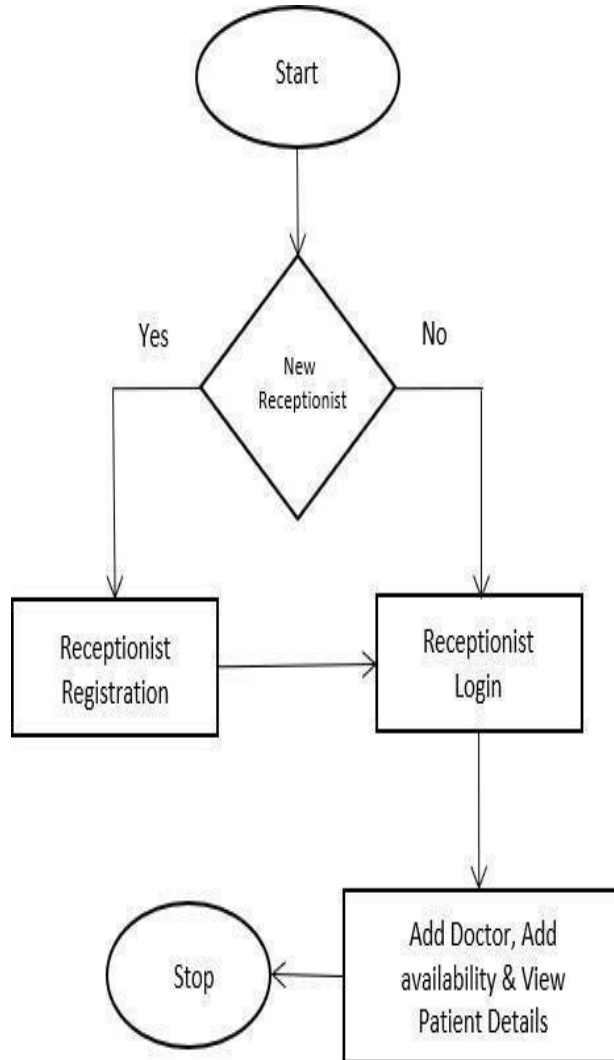 Start
Yes
No
New
Receptionist
Receptionist
Registration
Receptionist
Login
Add Doctor, Add
availability & View
Patient Details
Stop